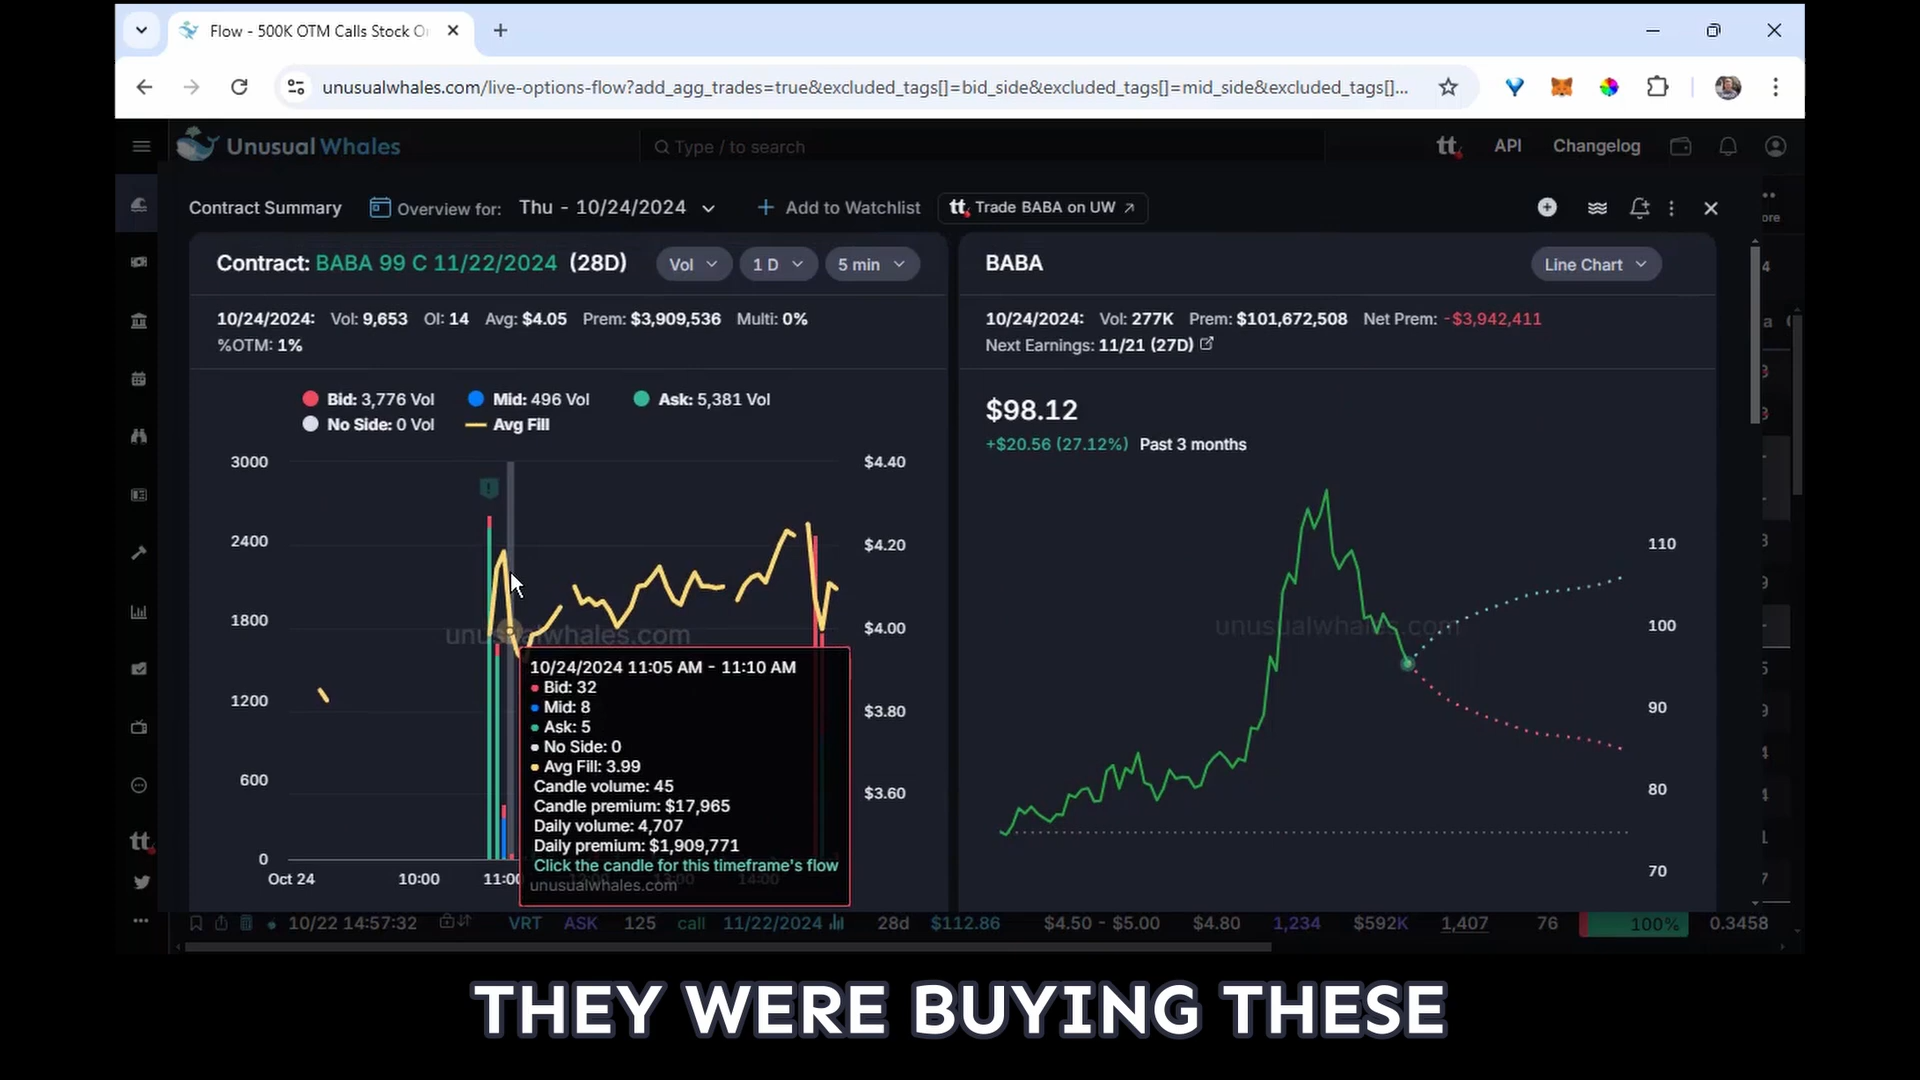 Flow - 500K OTM Calls Stock O
unusualwhales.com/live-options-flow?add_agg_trades=true&excluded_tags[]=bid_side&excluded_tags[]=mid_side&excluded_tags[]...
Unusual Whales
Type / to search
tt
API
Changelog
Contract Summary
Overview for: Thu - 10/24/2024
+ Add to Watchlist
tt Trade BABA on UW ↗
Contract: BABA 99 C 11/22/2024 (28D)
Vol
1 D
5 min
10/24/2024: Vol: 9,653 OI: 14 Avg: $4.05 Prem: $3,909,536 Multi: 0%
%OTM: 1%
Bid: 3,776 Vol
Mid: 496 Vol
Ask: 5,381 Vol
No Side: 0 Vol
Avg Fill
3000
2400
1800
1200
600
0
$4.40
$4.20
$4.00
$3.80
$3.60
Oct 24
10:00
11:00
13:00
14:00
10/24/2024 11:05 AM - 11:10 AM
Bid: 32
Mid: 8
Ask: 5
No Side: 0
Avg Fill: 3.99
Candle volume: 45
Candle premium: $17,965
Daily volume: 4,707
Daily premium: $1,909,771
Click the candle for this timeframe's flow
unusualwhales.com
BABA
Line Chart
10/24/2024: Vol: 277K Prem: $101,672,508 Net Prem: -$3,942,411
Next Earnings: 11/21 (27D)
$98.12
+$20.56 (27.12%) Past 3 months
unusualwhales.com
110
100
90
80
70
tt
10/22 14:57:32 VRT ASK 125 call 11/22/2024 28d $112.86 $4.50 - $5.00 $4.80 1,234 $592K 1,407 76 100% 0.3458
THEY WERE BUYING THESE